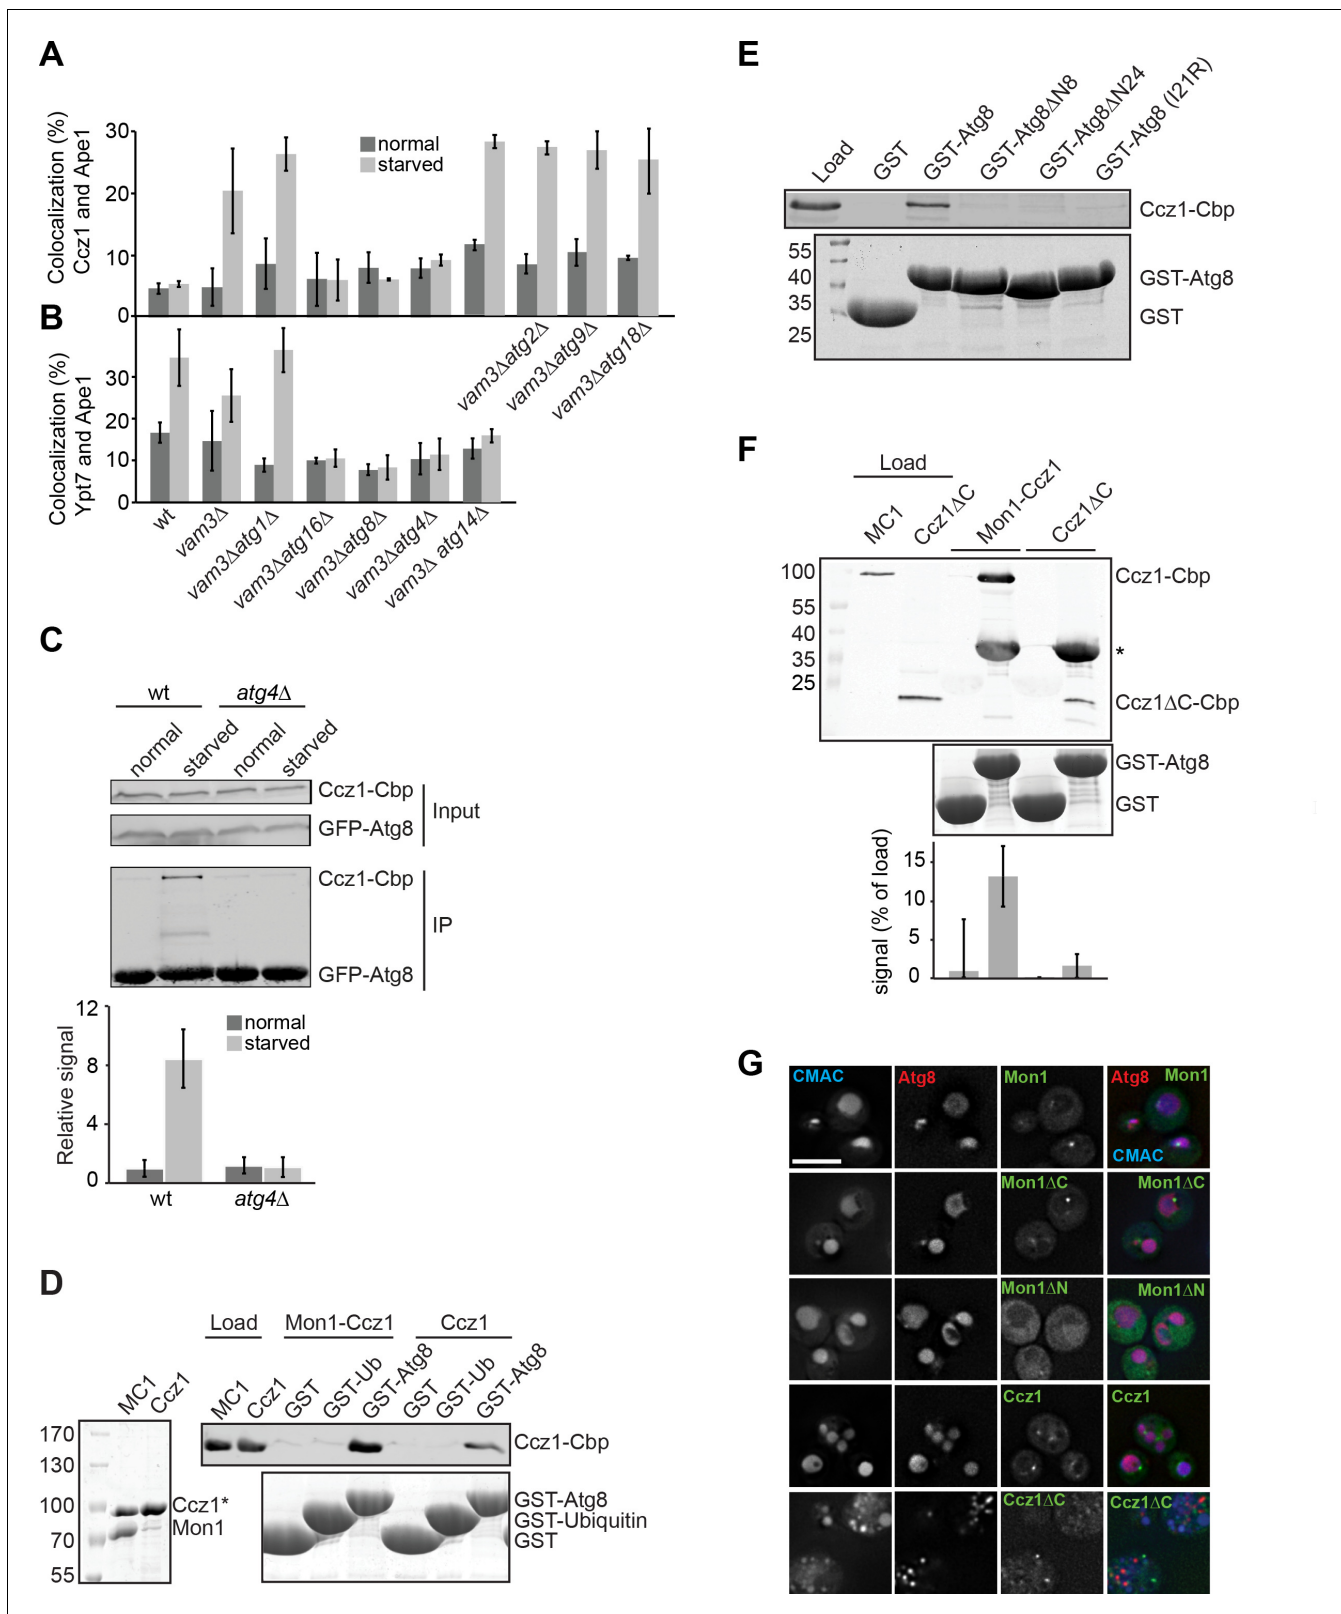 A
Colocalization (%)
Ccz1 and Ape1
30
20
10
0
normal
starved
vam3Δatg2Δ
vam3Δatg9Δ
vam3Δatg18Δ
B
Colocalization (%)
Ypt7 and Ape1
30
20
10
0
wt
vam3Δ
vam3Δatg1Δ
vam3Δatg16Δ
vam3Δatg8Δ
vam3Δatg4Δ
vam3Δ atg14Δ
C
wt
atg4Δ
normal
starved
normal
starved
Ccz1-Cbp
GFP-Atg8
Input
Ccz1-Cbp
GFP-Atg8
IP
Relative signal
12
8
4
0
normal
starved
wt
atg4Δ
D
MC1
Ccz1
170
130
100
70
55
Ccz1*
Mon1
Load
Mon1-Ccz1
Ccz1
MC1
Ccz1
GST
GST-Ub
GST-Atg8
GST
GST-Ub
GST-Atg8
Ccz1-Cbp
GST-Atg8
GST-Ubiquitin
GST
E
Load
GST
GST-Atg8
GST-Atg8ΔN8
GST-Atg8ΔN24
GST-Atg8 (I21R)
Ccz1-Cbp
55
40
35
25
GST-Atg8
GST
F
Load
MC1
Ccz1ΔC
Mon1-Ccz1
Ccz1ΔC
100
55
40
35
25
Ccz1-Cbp
*
Ccz1ΔC-Cbp
GST-Atg8
GST
signal (% of load)
15
10
5
0
G
CMAC
Atg8
Mon1
Atg8 Mon1
CMAC
Mon1ΔC
Mon1ΔC
Mon1ΔN
Mon1ΔN
Ccz1
Ccz1
Ccz1ΔC
Ccz1ΔC